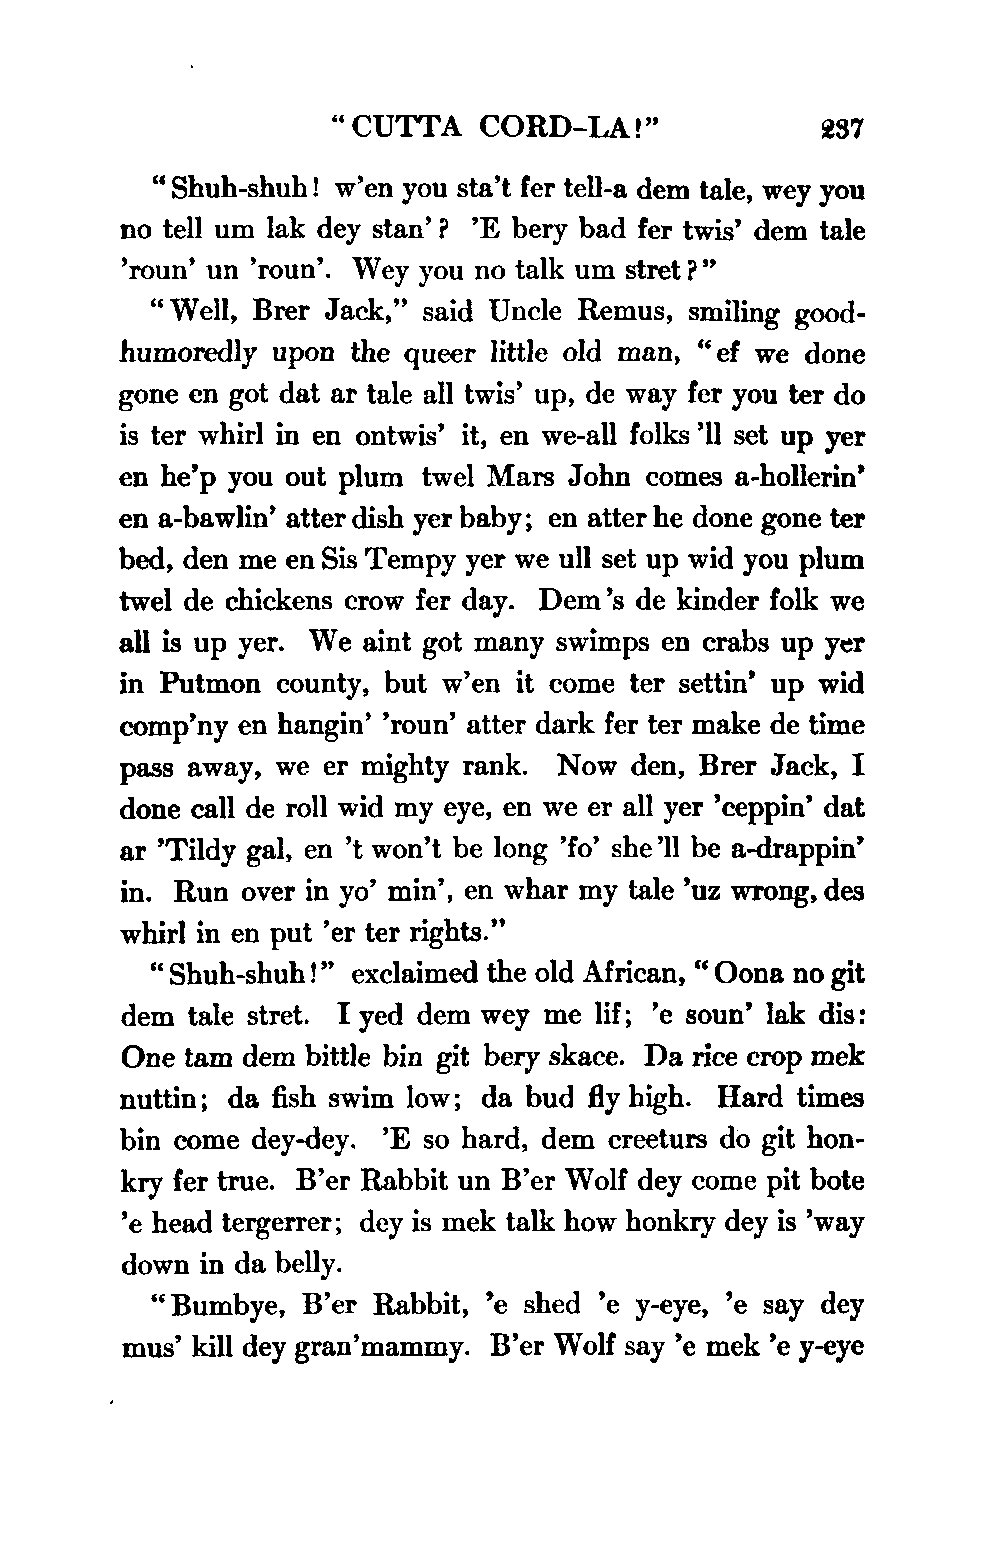 “CUTTA CORD-LA!” 237
“Shuh-shuh! w’en you sta’t fer tell-a dem tale, wey you
no tell um lak dey stan’? ’E bery bad fer twis’ dem tale
’roun’ un ’roun’. Wey you no talk um stret?”
“Well, Brer Jack,” said Uncle Remus, smiling good-
humoredly upon the queer little old man, “ef we done
gone en got dat ar tale all twis’ up, de way fer you ter do
is ter whirl in en ontwis’ it, en we-all folks ’ll set up yer
en he’p you out plum twel Mars John comes a-hollerin’
en a-bawlin’ atter dish yer baby; en atter he done gone ter
bed, den me en Sis Tempy yer we ull set up wid you plum
twel de chickens crow fer day. Dem’s de kinder folk we
all is up yer. We aint got many swimps en crabs up yer
in Putmon county, but w’en it come ter settin’ up wid
comp’ny en hangin’ ’roun’ atter dark fer ter make de time
pass away, we er mighty rank. Now den, Brer Jack, I
done call de roll wid my eye, en we er all yer ’ceppin’ dat
ar ’Tildy gal, en ’t won’t be long ’fo’ she’ll be a-drappin’
in. Run over in yo’ min’, en whar my tale ’uz wrong, des
whirl in en put ’er ter rights.”
“Shuh-shuh!” exclaimed the old African, “Oona no git
dem tale stret. I yed dem wey me lif; ’e soun’ lak dis:
One tam dem bittle bin git bery skace. Da rice crop mek
nuttin; da fish swim low; da bud fly high. Hard times
bin come dey-dey. ’E so hard, dem creeturs do git hon-
kry fer true. B’er Rabbit un B’er Wolf dey come pit bote
’e head tergerrer; dey is mek talk how honkry dey is ’way
down in da belly.
“Bumbye, B’er Rabbit, ’e shed ’e y-eye, ’e say dey
mus’ kill dey gran’mammy. B’er Wolf say ’e mek ’e y-eye